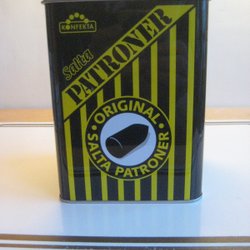 KONFEKTA
Salta
PATRONER
• ORIGINAL •
SALTA PATRONER